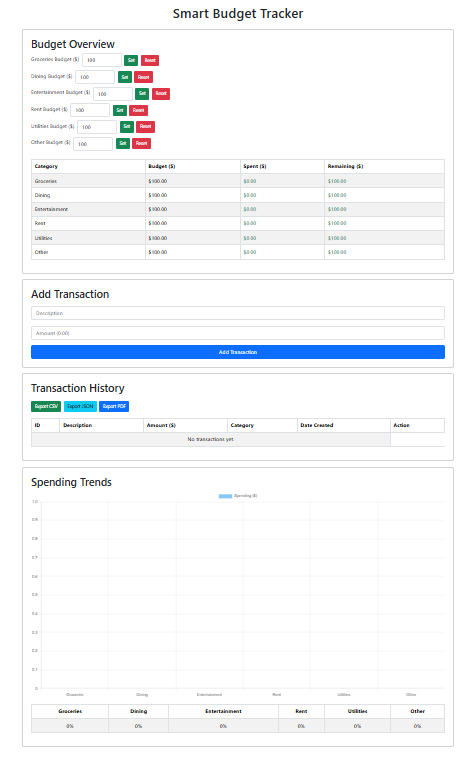 Smart Budget Tracker
Budget Overview
Groceries Budget ($) 100 Set Reset
Dining Budget ($) 100 Set Reset
Entertainment Budget ($) 100 Set Reset
Rent Budget ($) 100 Set Reset
Utilities Budget ($) 100 Set Reset
Other Budget ($) 100 Set Reset
Category Budget ($) Spent ($) Remaining ($)
Groceries $100.00 $0.00 $100.00
Dining $100.00 $0.00 $100.00
Entertainment $100.00 $0.00 $100.00
Rent $100.00 $0.00 $100.00
Utilities $100.00 $0.00 $100.00
Other $100.00 $0.00 $100.00
Add Transaction
Description
Amount (0.00)
Add Transaction
Transaction History
Export CSV Export JSON Export PDF
ID Description Amount ($) Category Date Created Action
No transactions yet
Spending Trends
Spending ($)
1.0
0.9
0.8
0.7
0.6
0.5
0.4
0.3
0.2
0.1
0
Groceries Dining Entertainment Rent Utilities Other
Groceries Dining Entertainment Rent Utilities Other
0% 0% 0% 0% 0% 0%